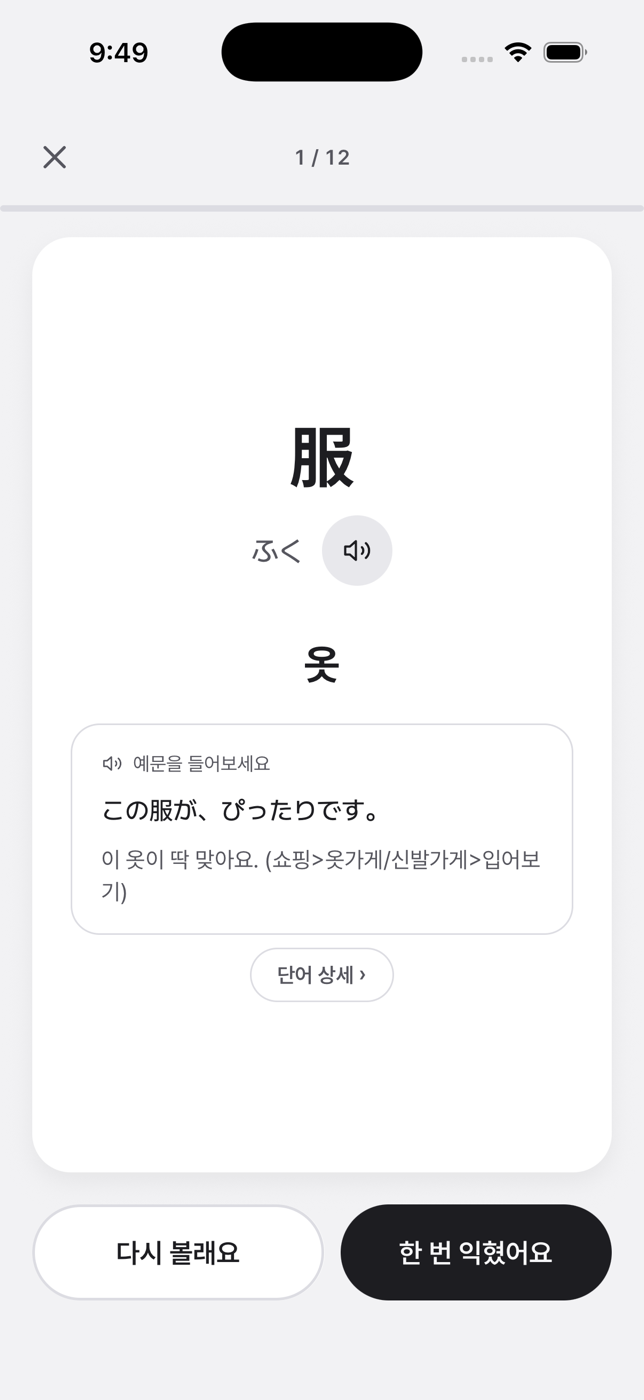 9:49
1 / 12
服
ふく
옷
예문을 들어보세요
この服が、ぴったりです。
이 옷이 딱 맞아요. (쇼핑>옷가게/신발가게>입어보
기)
단어 상세 ›
다시 볼래요
한 번 익혔어요